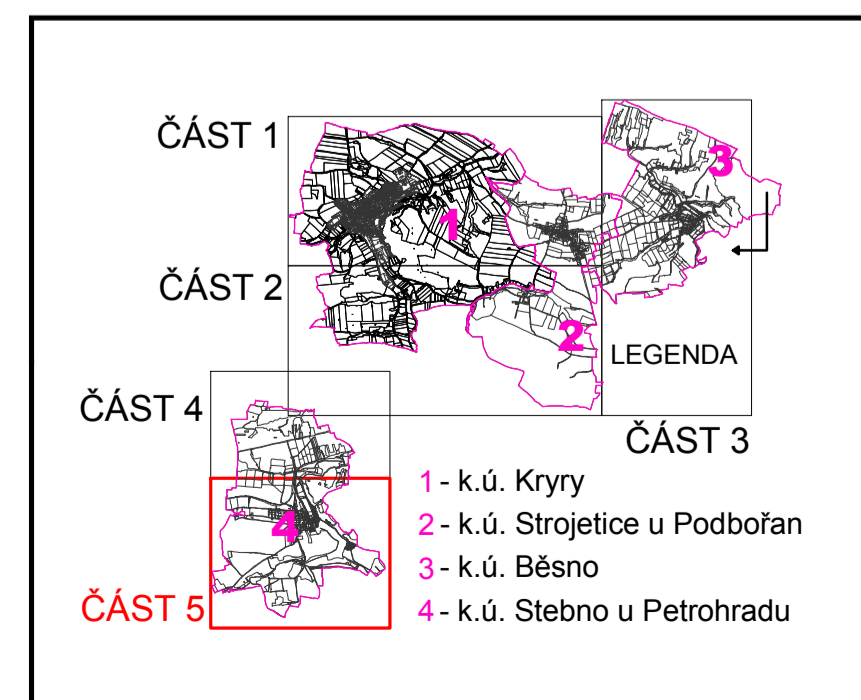 ČÁST 1
3
1
ČÁST 2
2
LEGENDA
ČÁST 4
ČÁST 3
1 - k.ú. Kryry
2 - k.ú. Strojetice u Podbořan
4
3 - k.ú. Běsno
ČÁST 5
4 - k.ú. Stebno u Petrohradu